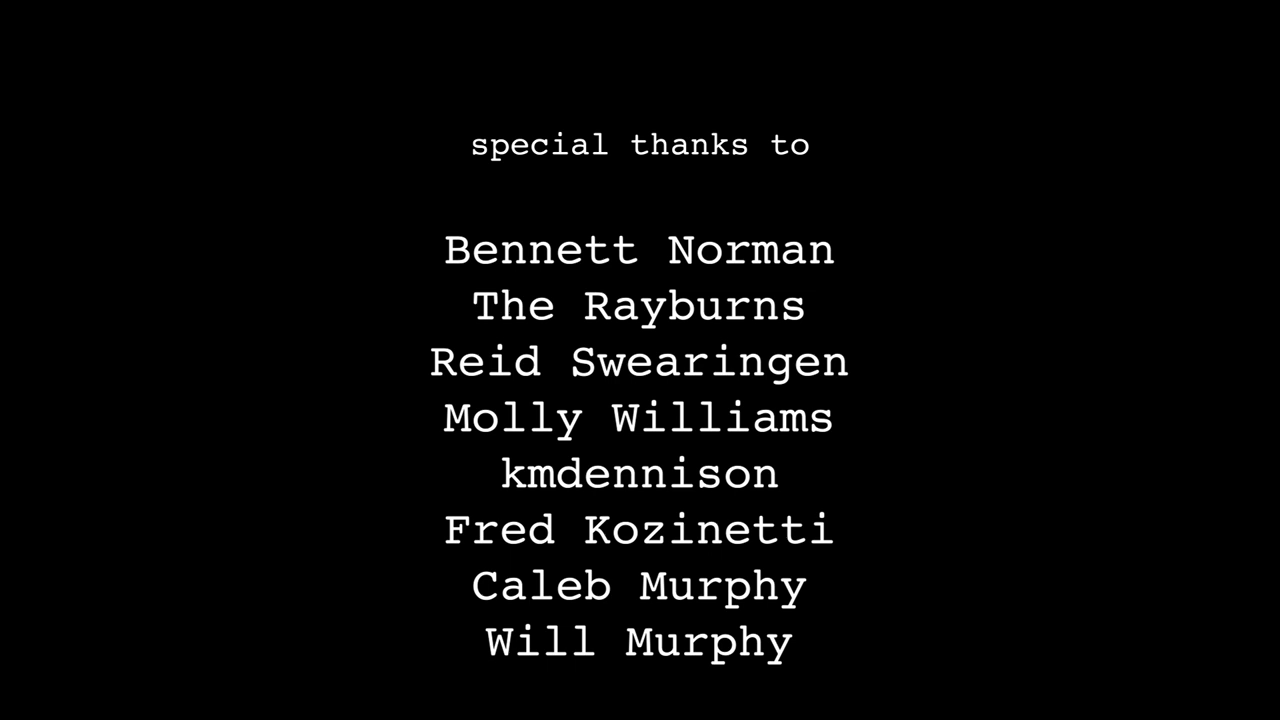 special thanks to
Bennett Norman
The Rayburns
Reid Swearingen
Molly Williams
kmdennison
Fred Kozinetti
Caleb Murphy
Will Murphy